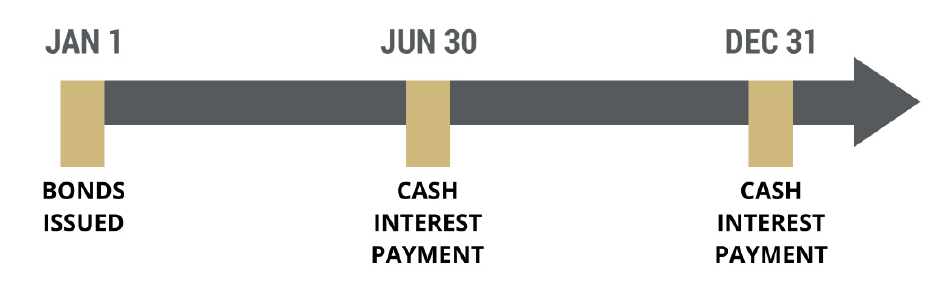 JAN 1
JUN 30
DEC 31
BONDS
ISSUED
CASH
INTEREST
PAYMENT
CASH
INTEREST
PAYMENT